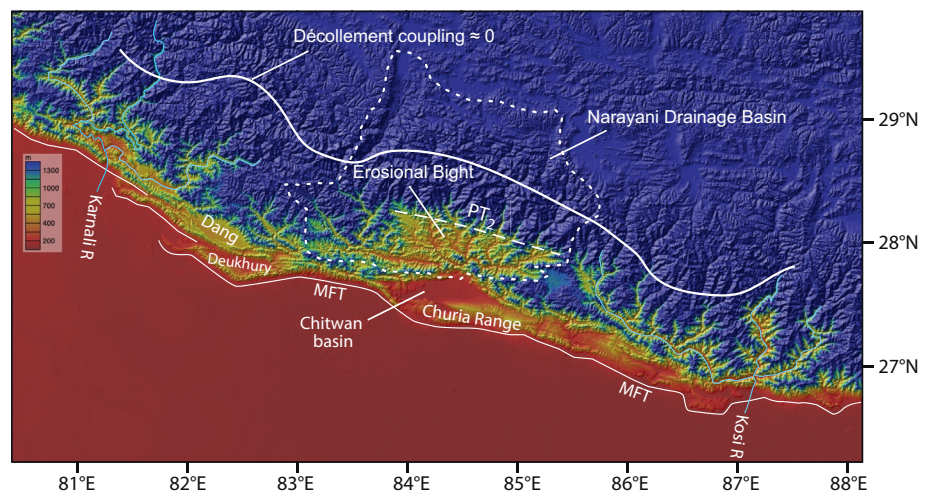 Décollement coupling ≈ 0
Narayani Drainage Basin
29°N
Erosional Bight
m
1300
1000
700
400
200
PT2
Karnali R
Dang
28°N
Deukhury
MFT
Chitwan
basin
Churia Range
27°N
MFT
Kosi R
81°E 82°E 83°E 84°E 85°E 86°E 87°E 88°E